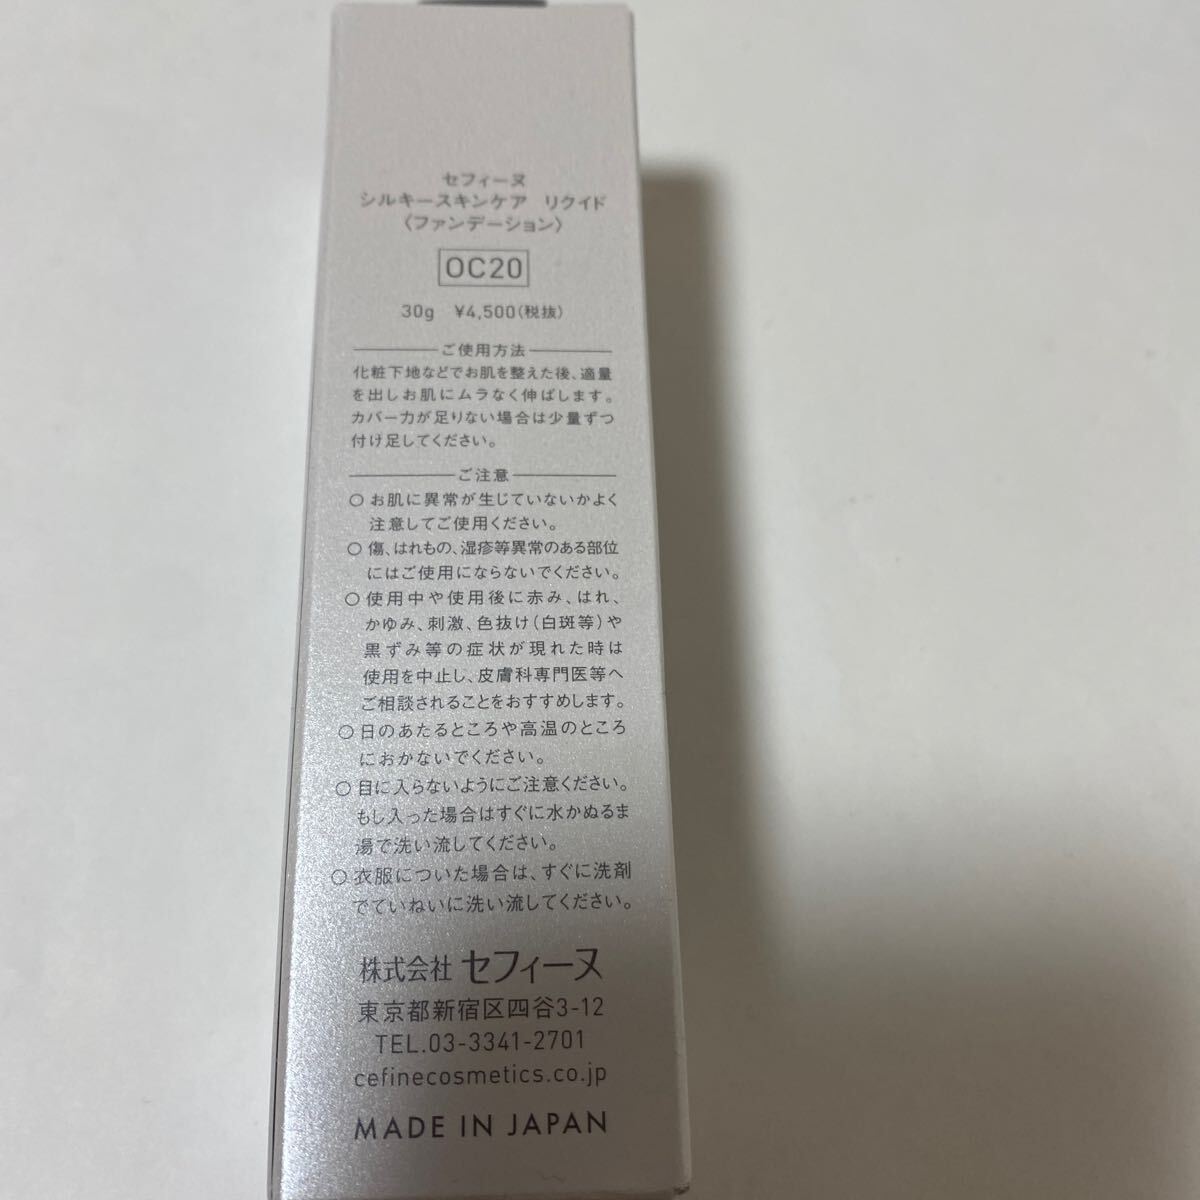 セフィーヌ
シルキースキンケア リクイド
〈ファンデーション〉
OC20
30g ¥4,500(税抜)
ご使用方法
化粧下地などでお肌を整えた後、適量
を出しお肌にムラなく伸ばします。
カバー力が足りない場合は少量ずつ
付け足してください。
ご注意
○ お肌に異常が生じていないかよく
注意してご使用ください。
○ 傷、はれもの、湿疹等異常のある部位
にはご使用にならないでください。
○ 使用中や使用後に赤み、はれ、
かゆみ、刺激、色抜け(白斑等)や
黒ずみ等の症状が現れた時は
使用を中止し、皮膚科専門医等へ
ご相談されることをおすすめします。
○ 日のあたるところや高温のところ
におかないでください。
○ 目に入らないようにご注意ください。
もし入った場合はすぐに水かぬるま
湯で洗い流してください。
○ 衣服についた場合は、すぐに洗剤
でていねいに洗い流してください。
株式会社 セフィーヌ
東京都新宿区四谷3-12
TEL.03-3341-2701
cefinecosmetics.co.jp
MADE IN JAPAN